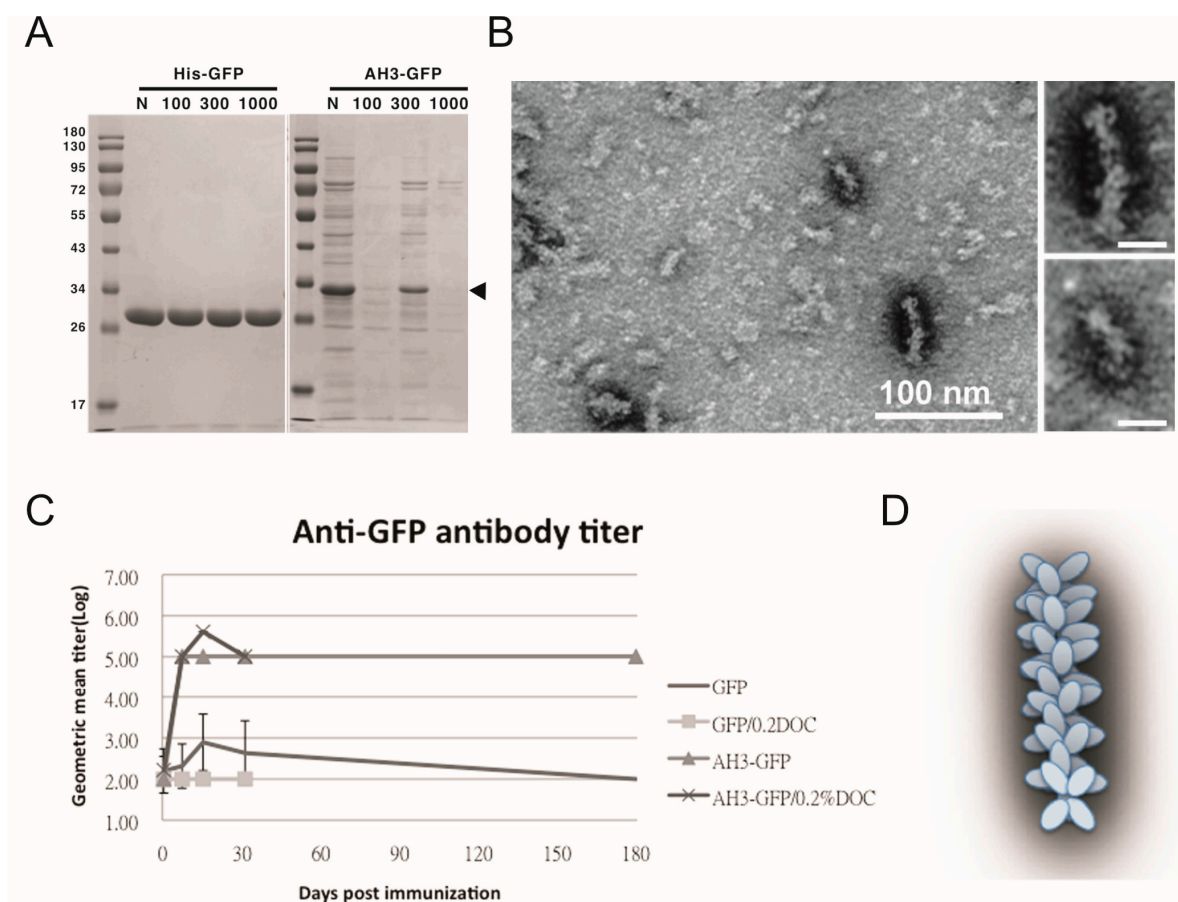 A
B
His-GFP
AH3-GFP
N 100 300 1000
N 100 300 1000
180
130
95
72
55
43
34
26
17
100 nm
C
D
Anti-GFP antibody titer
Geometric mean titer(Log)
7.00
6.00
5.00
4.00
3.00
2.00
1.00
0 30 60 90 120 150 180
Days post immunization
GFP
GFP/0.2DOC
AH3-GFP
AH3-GFP/0.2%DOC